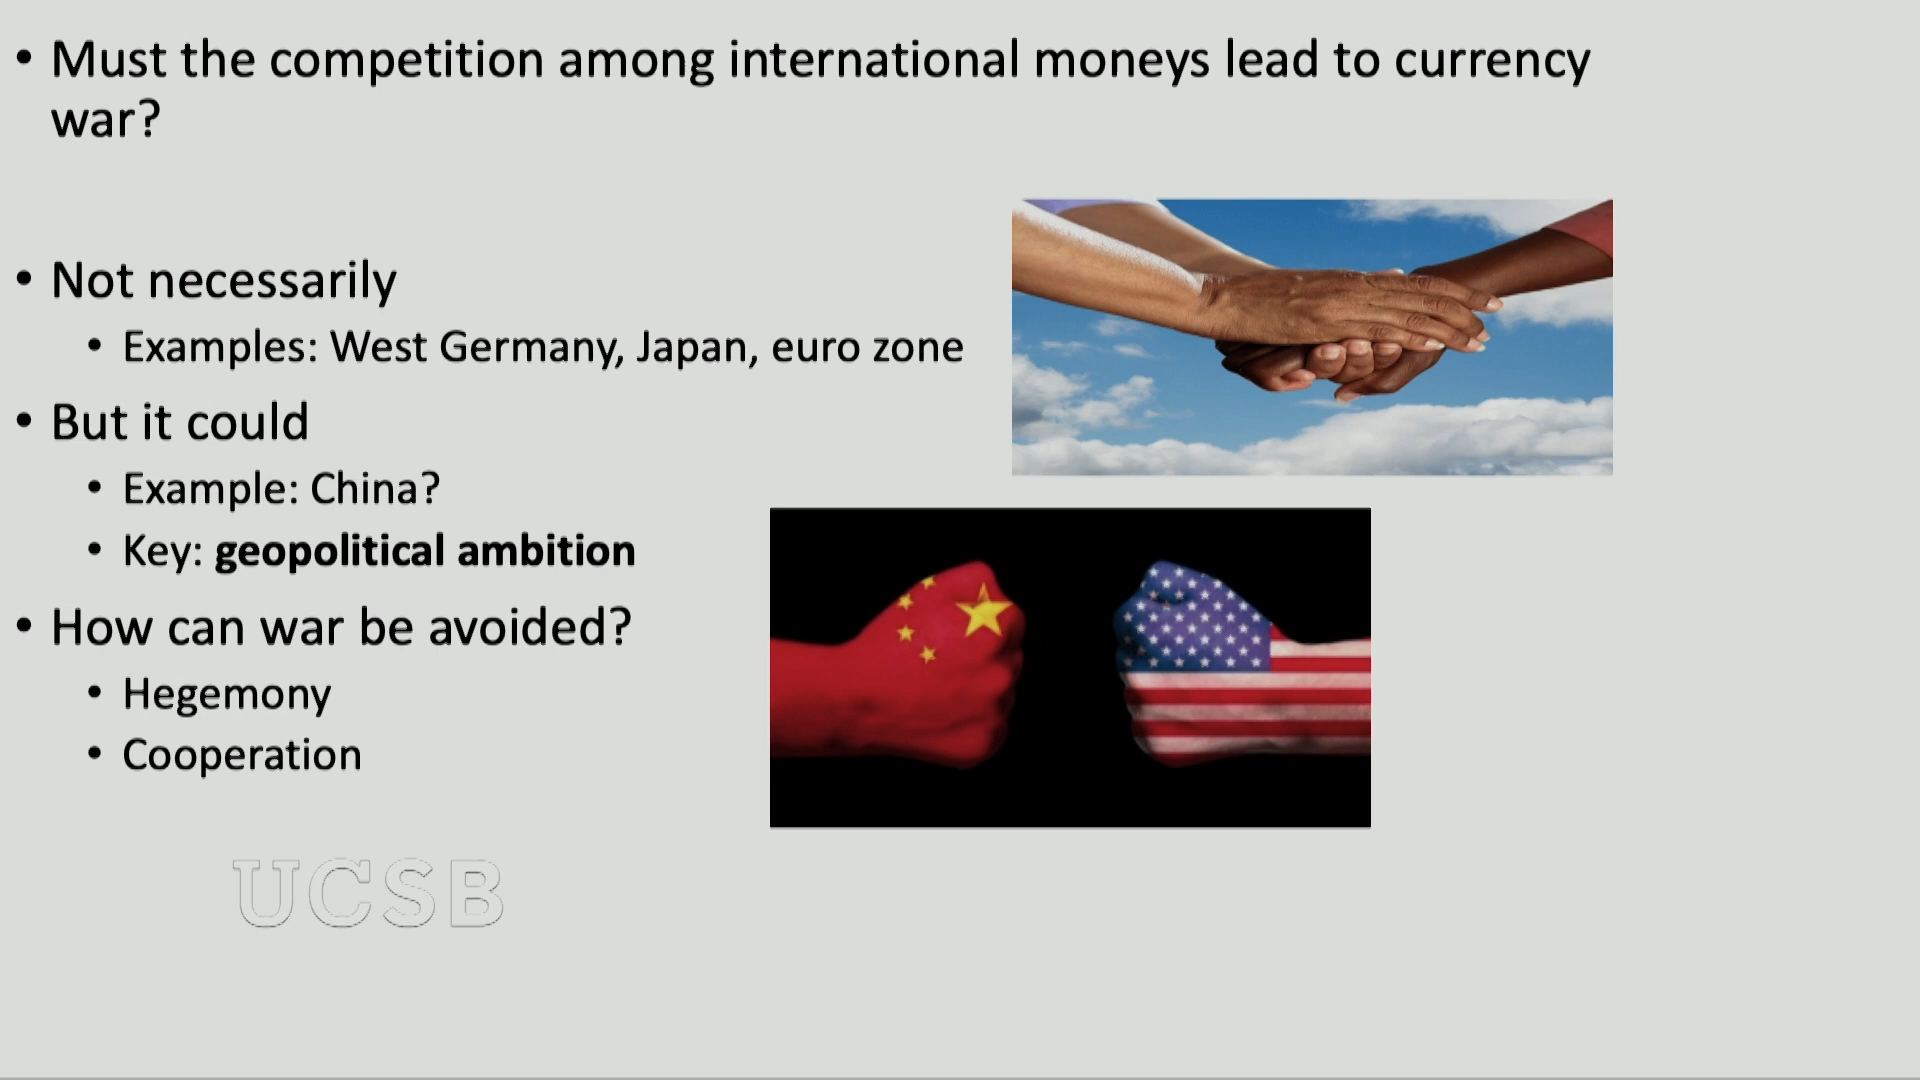 • Must the competition among international moneys lead to currency
war?
• Not necessarily
• Examples: West Germany, Japan, euro zone
• But it could
• Example: China?
• Key: geopolitical ambition
• How can war be avoided?
• Hegemony
• Cooperation
UCSB